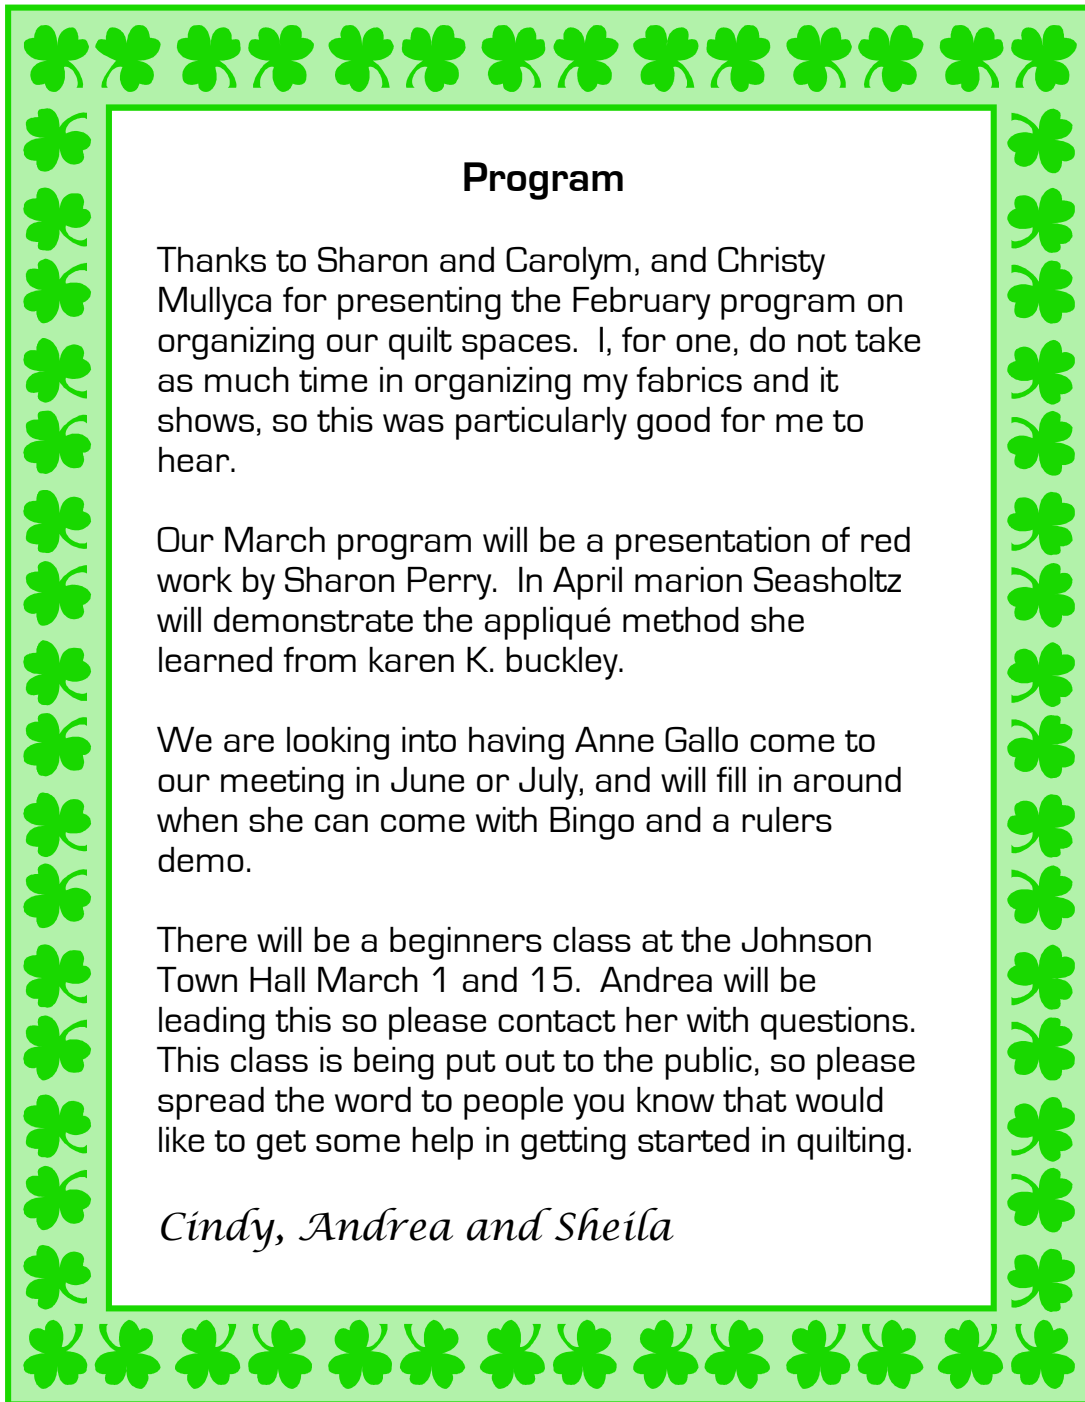 Program
Thanks to Sharon and Carolym, and Christy
Mullyca for presenting the February program on
organizing our quilt spaces.  I, for one, do not take
as much time in organizing my fabrics and it
shows, so this was particularly good for me to
hear.
Our March program will be a presentation of red
work by Sharon Perry.  In April marion Seasholtz
will demonstrate the appliqué method she
learned from karen K. buckley.
We are looking into having Anne Gallo come to
our meeting in June or July, and will fill in around
when she can come with Bingo and a rulers
demo.
There will be a beginners class at the Johnson
Town Hall March 1 and 15.  Andrea will be
leading this so please contact her with questions.
This class is being put out to the public, so please
spread the word to people you know that would
like to get some help in getting started in quilting.
Cindy, Andrea and Sheila